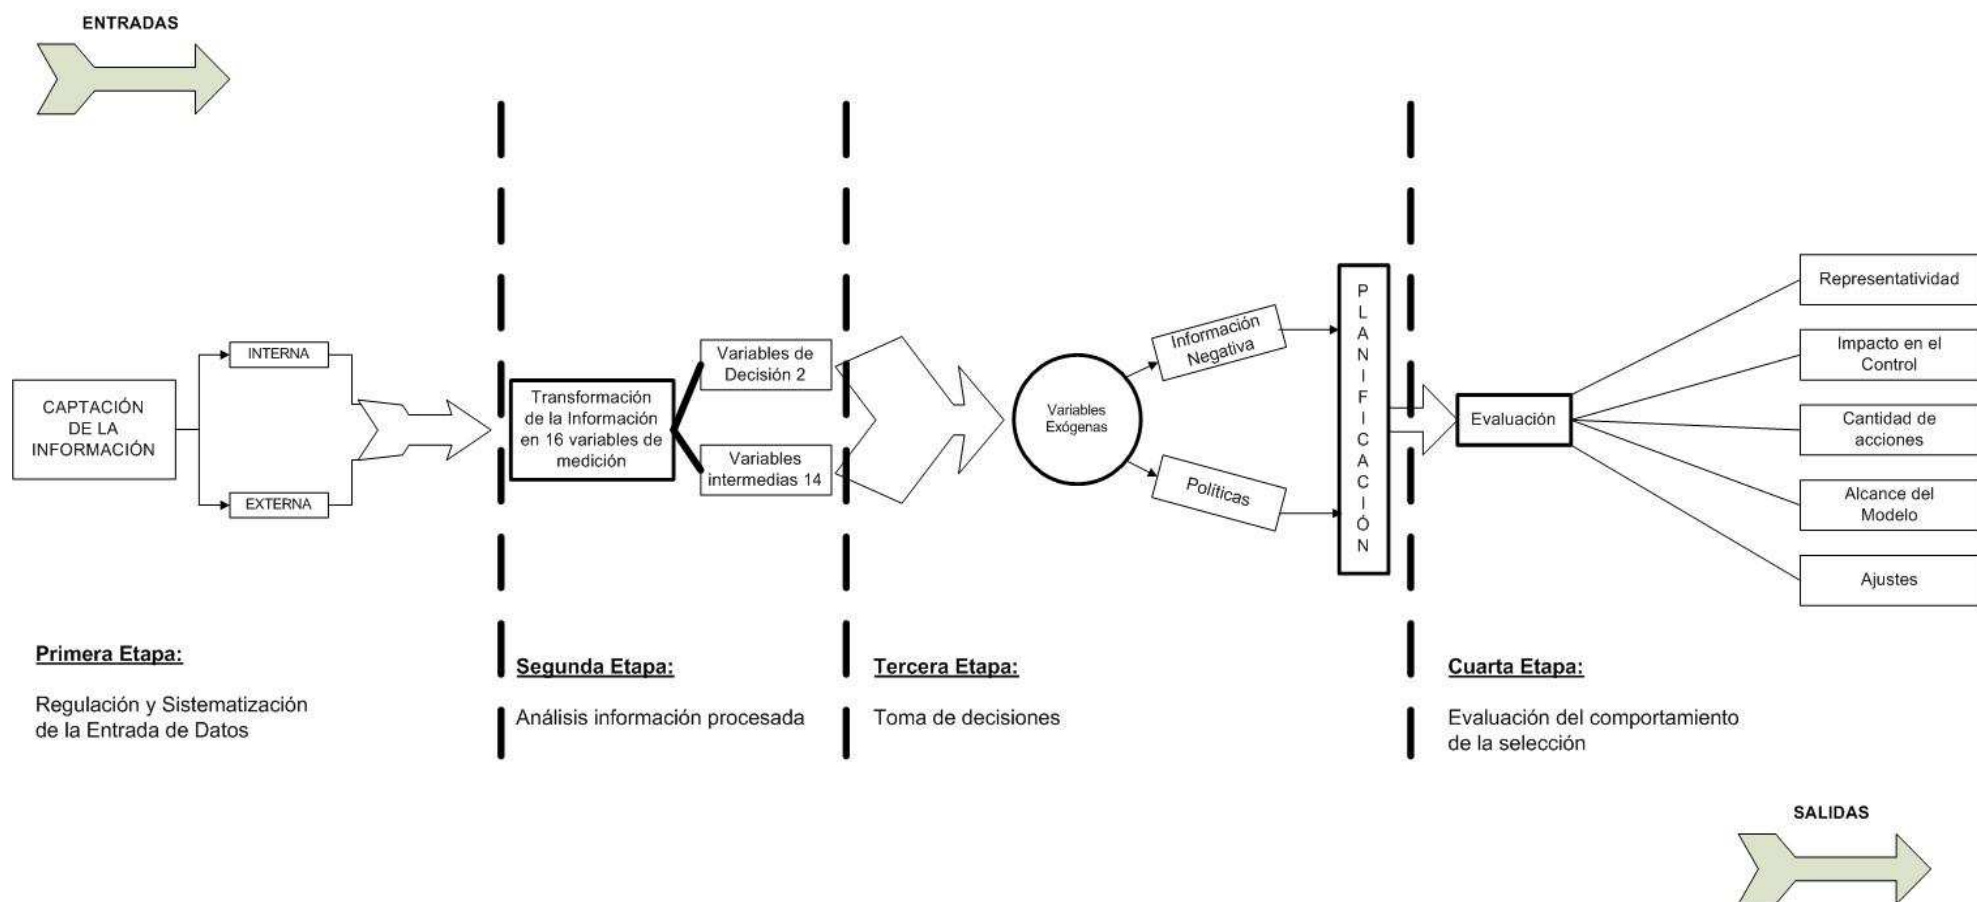 ENTRADAS
CAPTACIÓN
DE LA
INFORMACIÓN
INTERNA
EXTERNA
Transformación
de la Información
en 16 variables de
medición
Variables de
Decisión 2
Variables
intermedias 14
Variables
Exógenas
Información
Negativa
Políticas
P
L
A
N
I
F
I
C
A
C
I
Ó
N
Evaluación
Representatividad
Impacto en el
Control
Cantidad de
acciones
Alcance del
Modelo
Ajustes
Primera Etapa:
Regulación y Sistematización
de la Entrada de Datos
Segunda Etapa:
Análisis información procesada
Tercera Etapa:
Toma de decisiones
Cuarta Etapa:
Evaluación del comportamiento
de la selección
SALIDAS